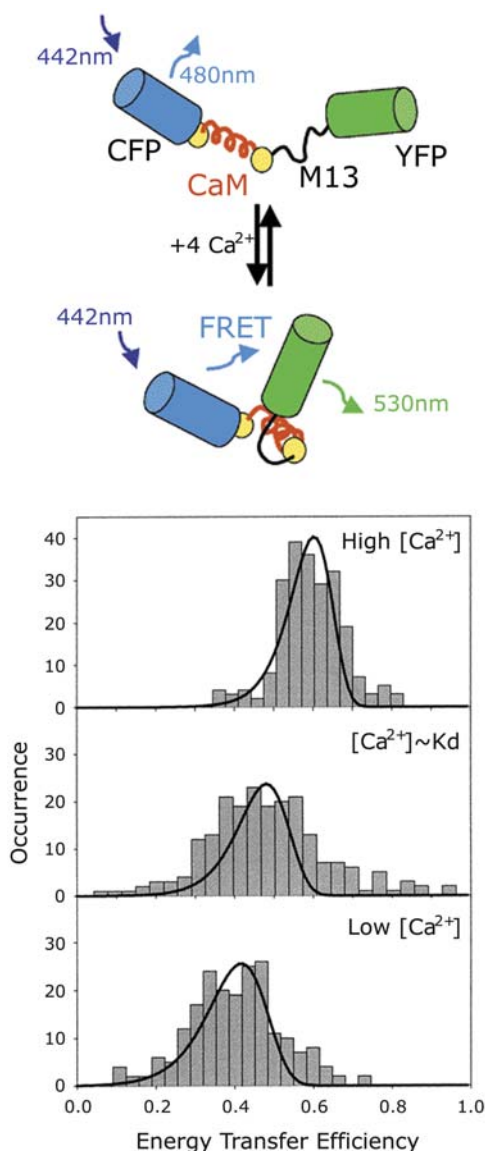 442nm
480nm
CFP
CaM
M13
YFP
+4 Ca²⁺
442nm
FRET
530nm
High [Ca²⁺]
40
30
20
10
0
[Ca²⁺]~Kd
30
20
10
0
Low [Ca²⁺]
30
20
10
0
Occurrence
0.0 0.2 0.4 0.6 0.8 1.0
Energy Transfer Efficiency